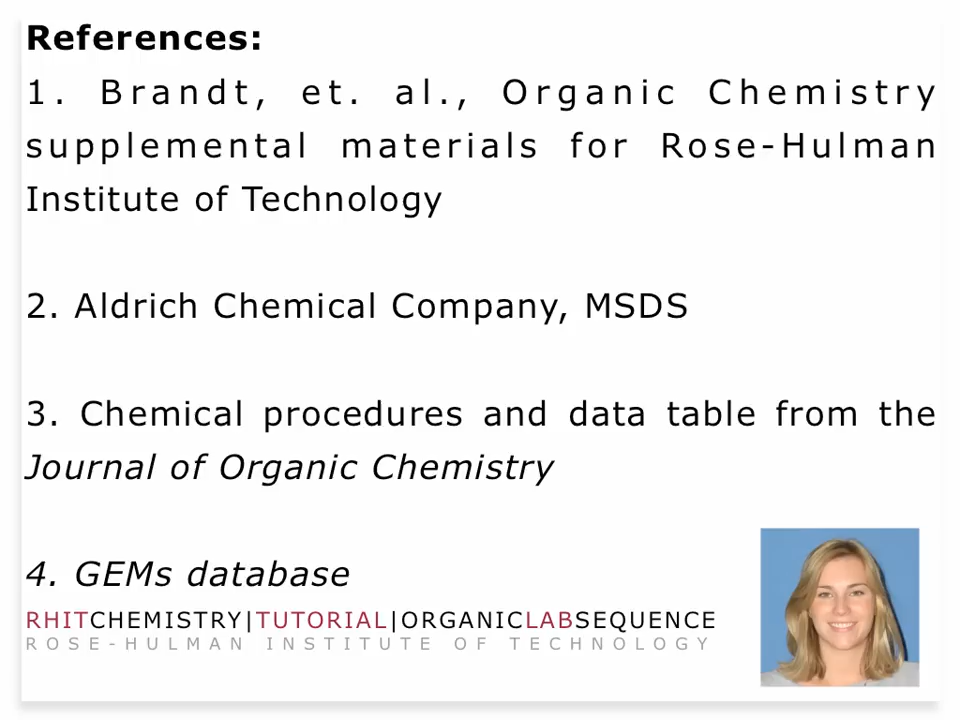 References:
1. Brandt, et. al., Organic Chemistry
supplemental materials for Rose-Hulman
Institute of Technology
2. Aldrich Chemical Company, MSDS
3. Chemical procedures and data table from the
Journal of Organic Chemistry
4. GEMs database
RHITCHEMISTRY|TUTORIAL|ORGANICLABSEQUENCE
ROSE-HULMAN INSTITUTE OF TECHNOLOGY